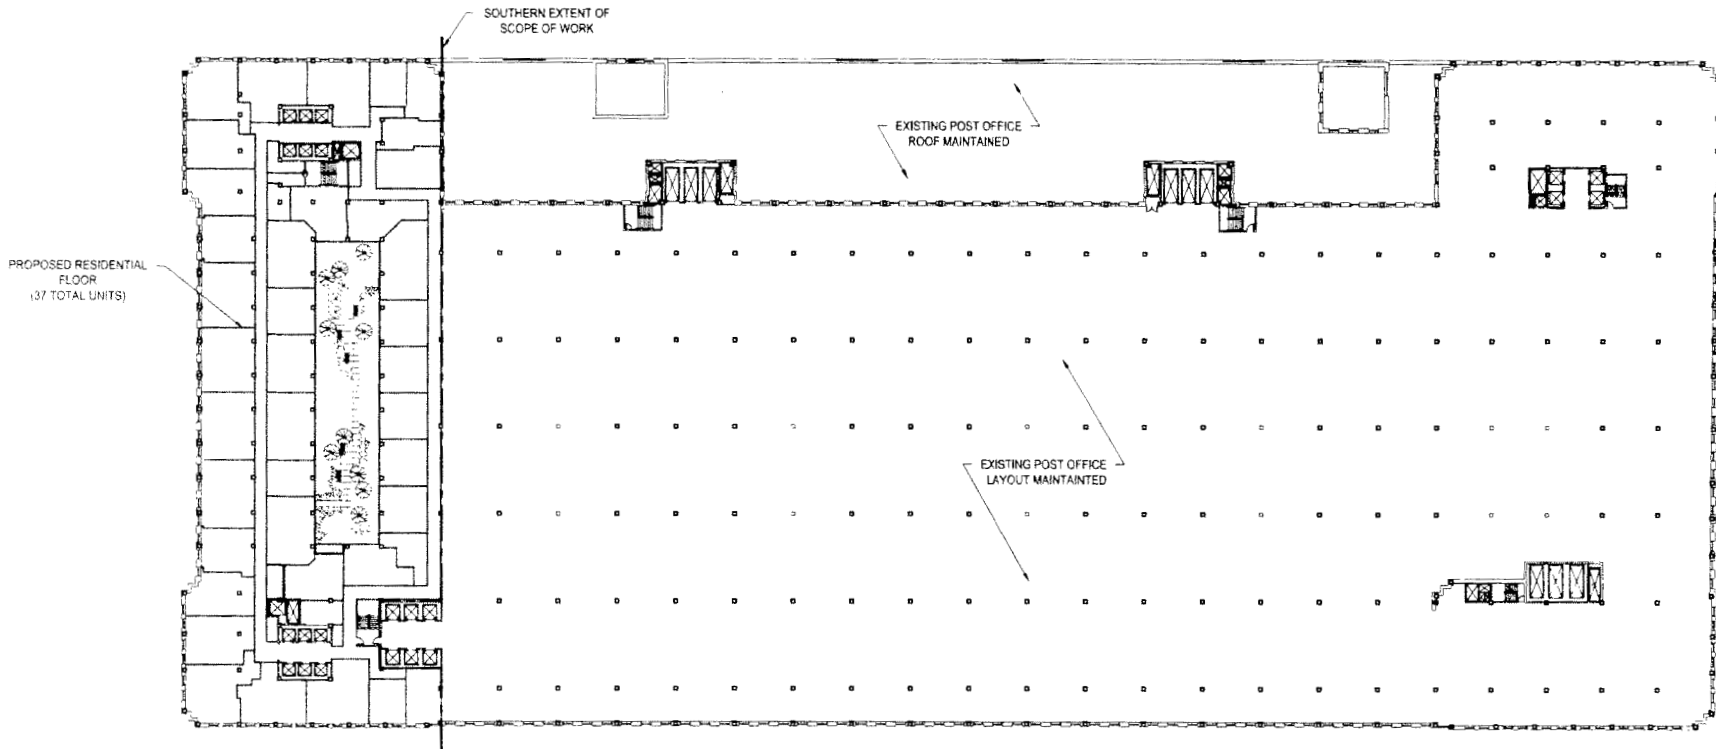 SOUTHERN EXTENT OF
SCOPE OF WORK
EXISTING POST OFFICE
ROOF MAINTAINED
PROPOSED RESIDENTIAL
FLOOR
(37 TOTAL UNITS)
EXISTING POST OFFICE
LAYOUT MAINTAINTED